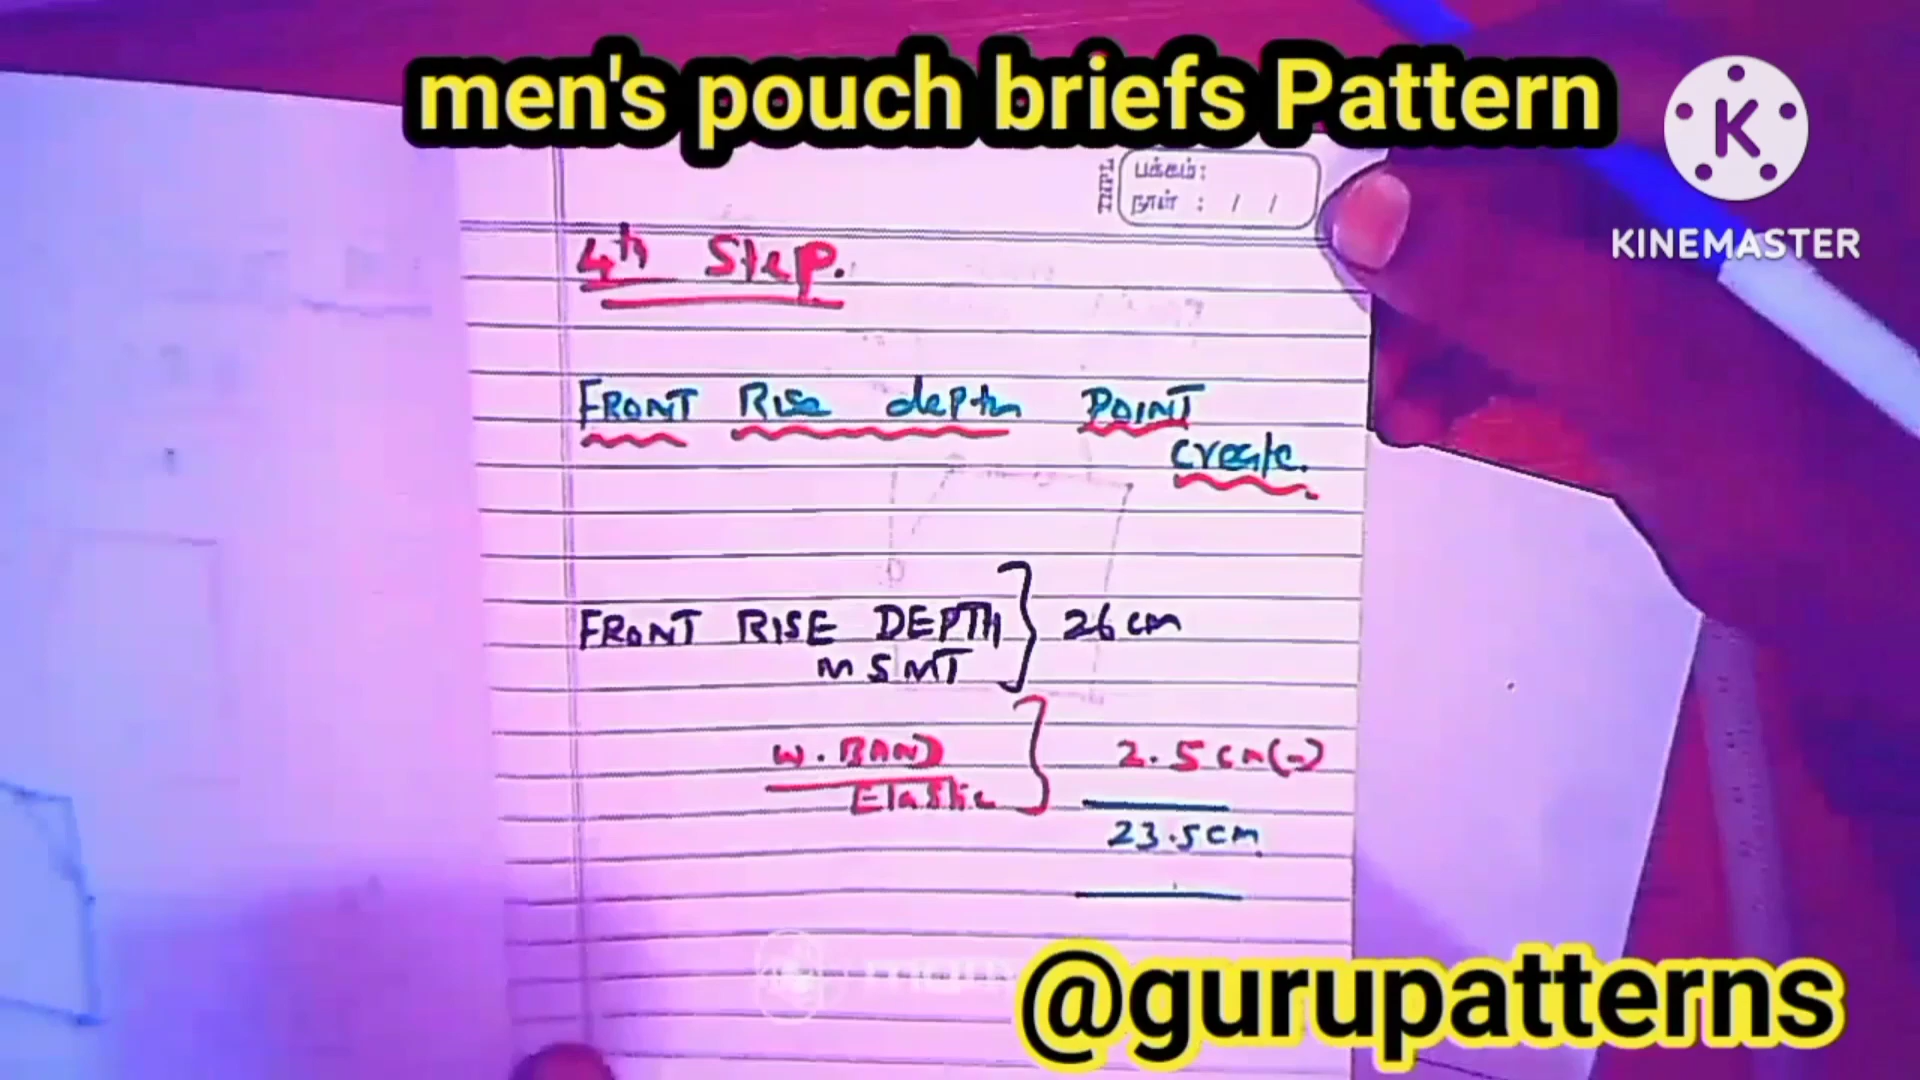 men's pouch briefs Pattern
K
KINEMASTER
TNPL
பக்கம்:
நாள் : / /
4th Step.
FRONT Rise depth POINT
create.
FRONT RISE DEPTH } 26 cm
MSMT
W. BAND } 2.5 cm (-)
Elastic
23.5 cm
@gurupatterns